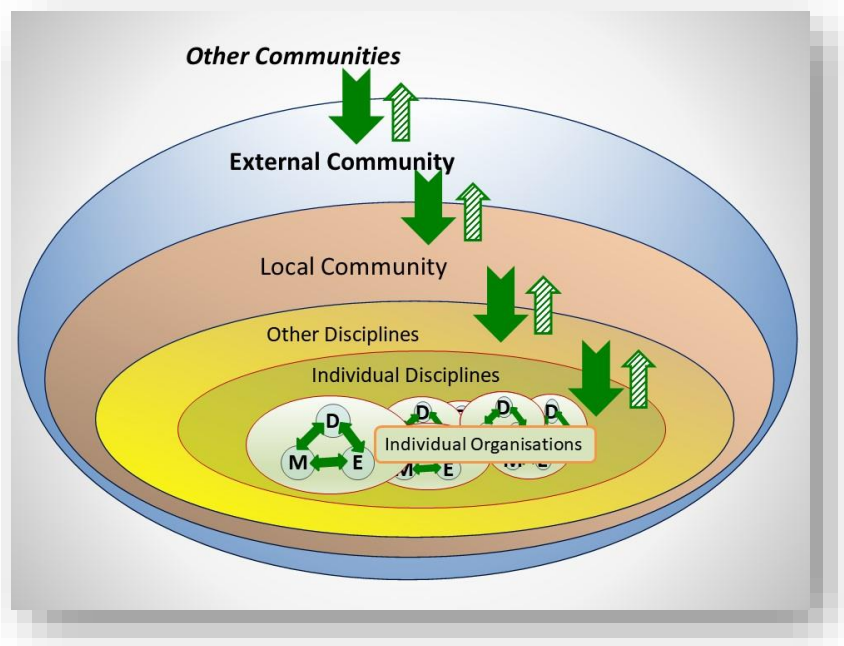 Other Communities
External Community
Local Community
Other Disciplines
Individual Disciplines
D
D
D
D
Individual Organisations
M
E
M
E
M
E